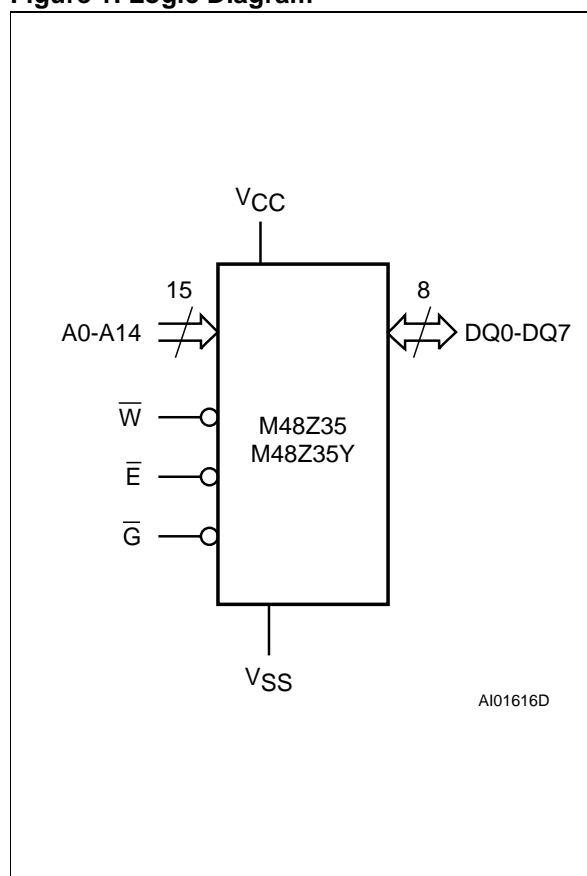 Figure 1. Logic Diagram
VCC
15
8
A0-A14
DQ0-DQ7
W̅
M48Z35
M48Z35Y
E̅
G̅
VSS
AI01616D